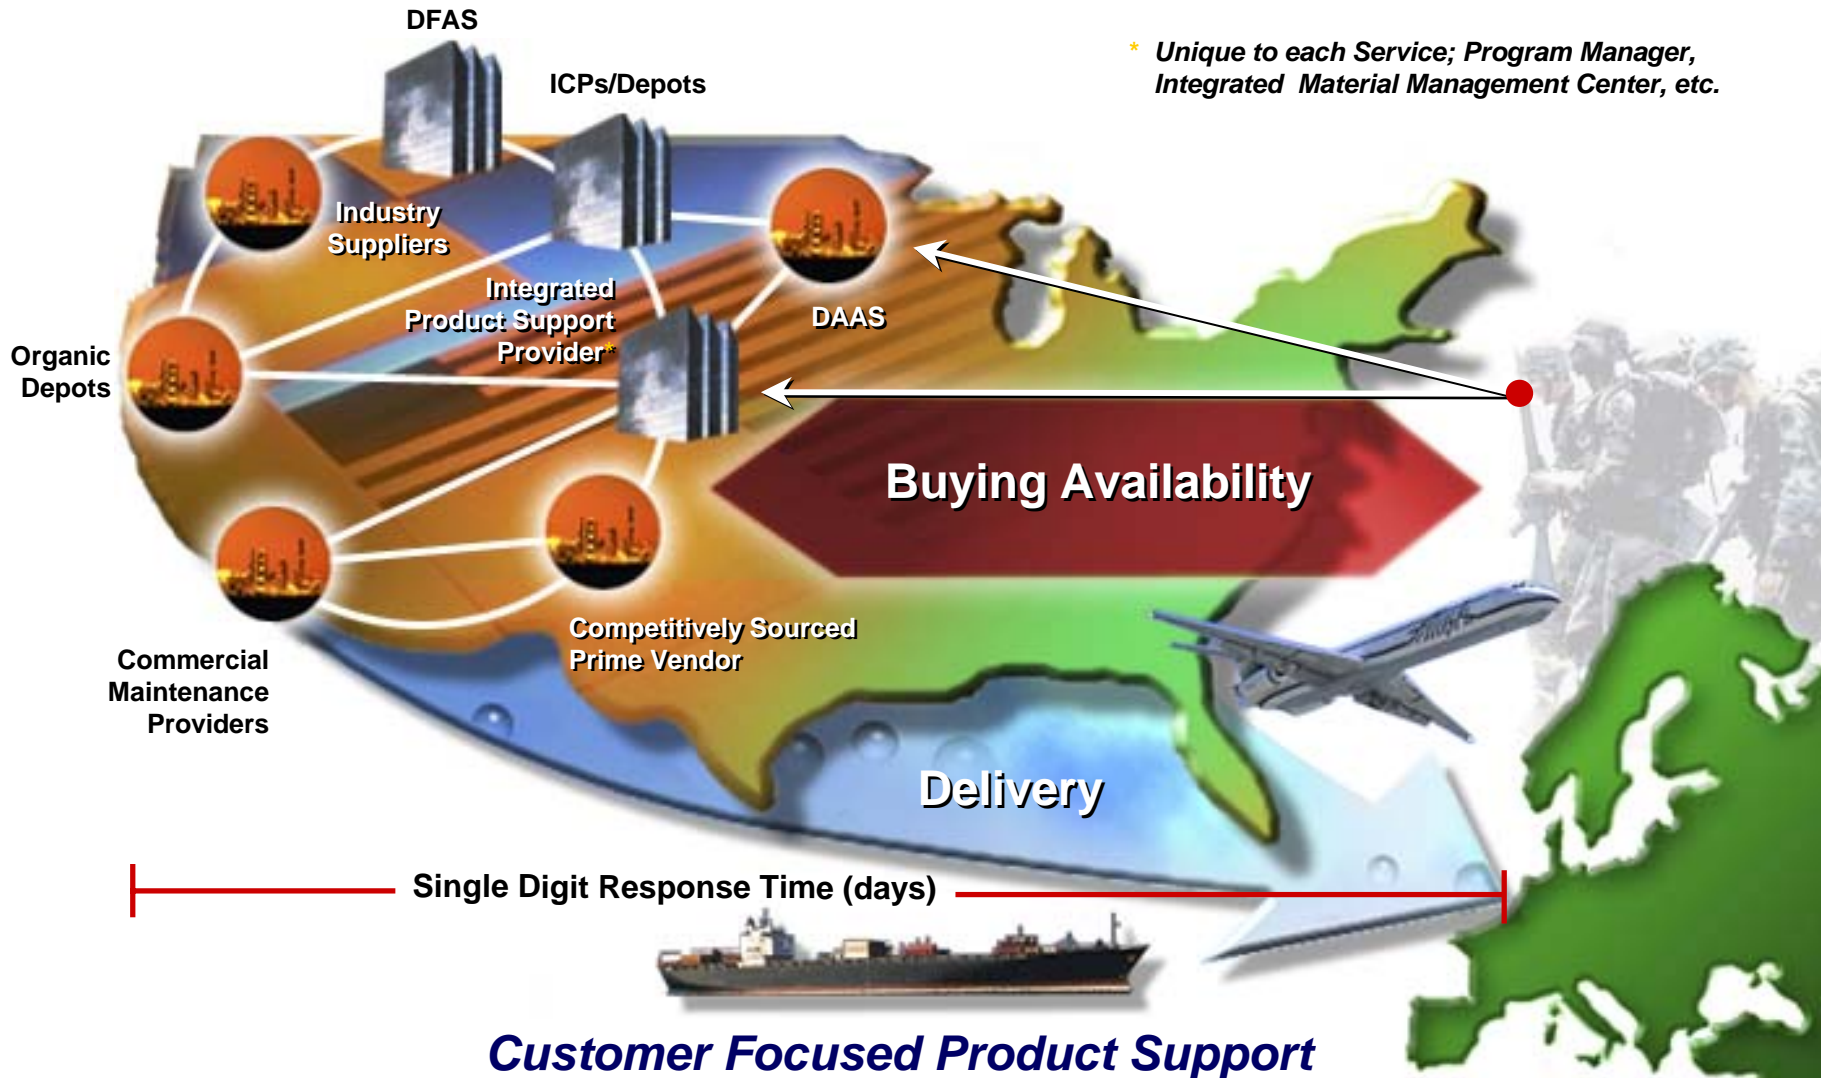 DFAS
* Unique to each Service; Program Manager,
Integrated Material Management Center, etc.
ICPs/Depots
Industry
Suppliers
Integrated
Product Support
Provider*
DAAS
Organic
Depots
Buying Availability
Competitively Sourced
Prime Vendor
Commercial
Maintenance
Providers
Delivery
Single Digit Response Time (days)
Customer Focused Product Support